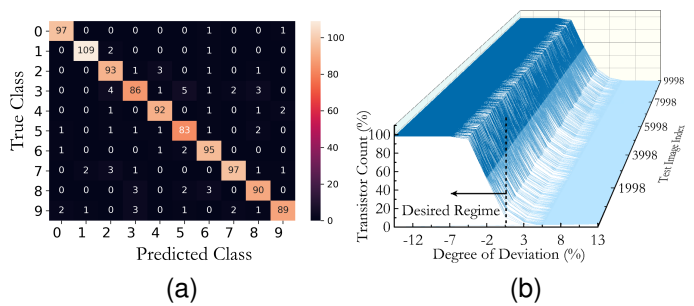 0 97 0 0 0 0 0 1 0 0 1
1 0 109 2 0 0 0 1 0 0 0
2 0 0 93 1 3 0 1 0 1 0
3 0 0 4 86 1 5 1 2 3 0
4 0 0 1 0 92 0 1 0 1 2
5 1 0 1 1 1 83 0 0 2 0
6 0 0 0 0 1 2 95 0 0 0
7 0 2 3 1 0 0 0 97 1 1
8 0 0 0 3 0 2 3 0 90 0
9 2 1 0 3 0 1 0 2 1 89
0 1 2 3 4 5 6 7 8 9
True Class
Predicted Class
100
80
60
40
20
0
(a)
Transistor Count (%)
100
80
60
40
20
0
Desired Regime
-12 -7 -2 3 8 13
Degree of Deviation (%)
1998
3998
5998
7998
9998
Test Image Index
(b)